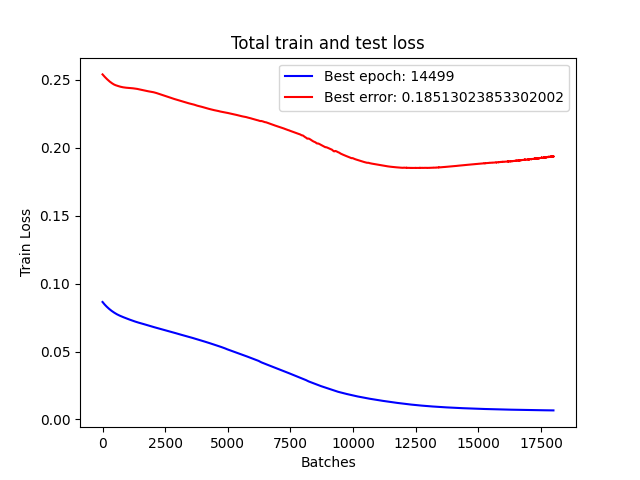 Total train and test loss
Best epoch: 14499
Best error: 0.18513023853302002
Train Loss
0.25
0.20
0.15
0.10
0.05
0.00
0 2500 5000 7500 10000 12500 15000 17500
Batches